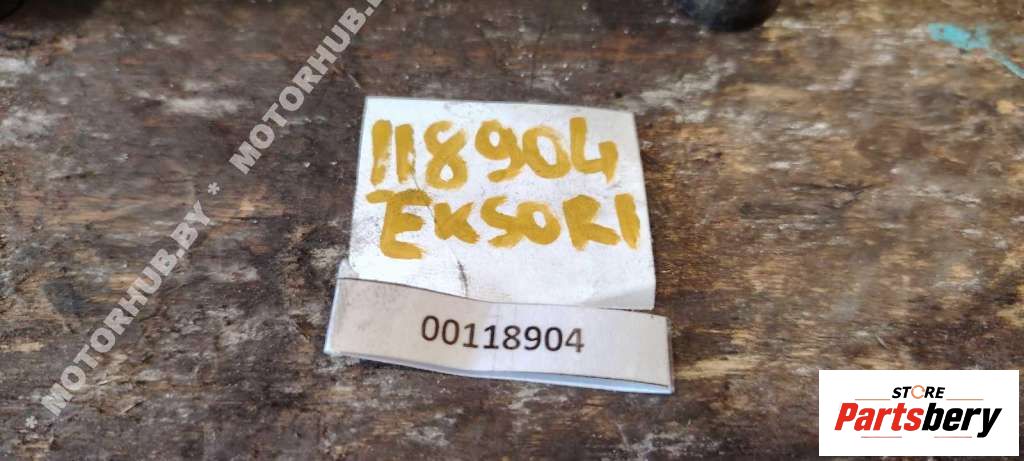 * MOTORHUB.BY * MOTORHUB.BY
118904
EKSORI
00118904
STORE
Partsbery